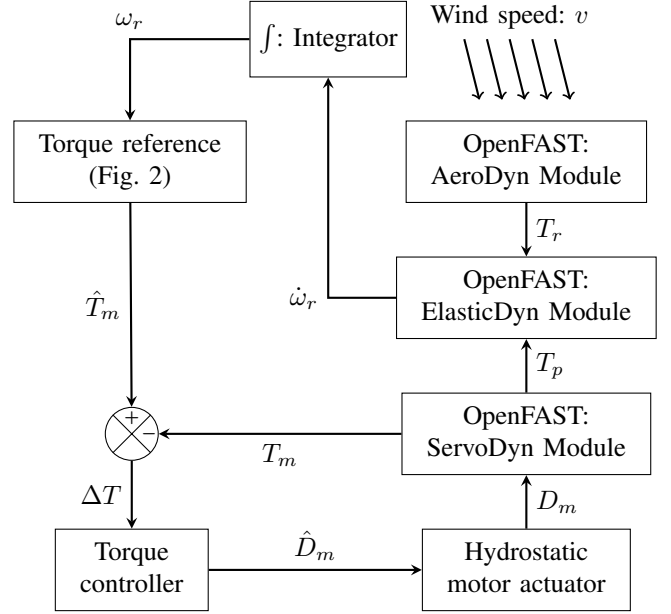 ω_r
∫: Integrator
Wind speed: v
Torque reference
(Fig. 2)
OpenFAST:
AeroDyn Module
T_r
OpenFAST:
ElasticDyn Module
ω̇_r
T̂_m
T_p
+
−
OpenFAST:
ServoDyn Module
T_m
ΔT
D_m
Torque
controller
D̂_m
Hydrostatic
motor actuator